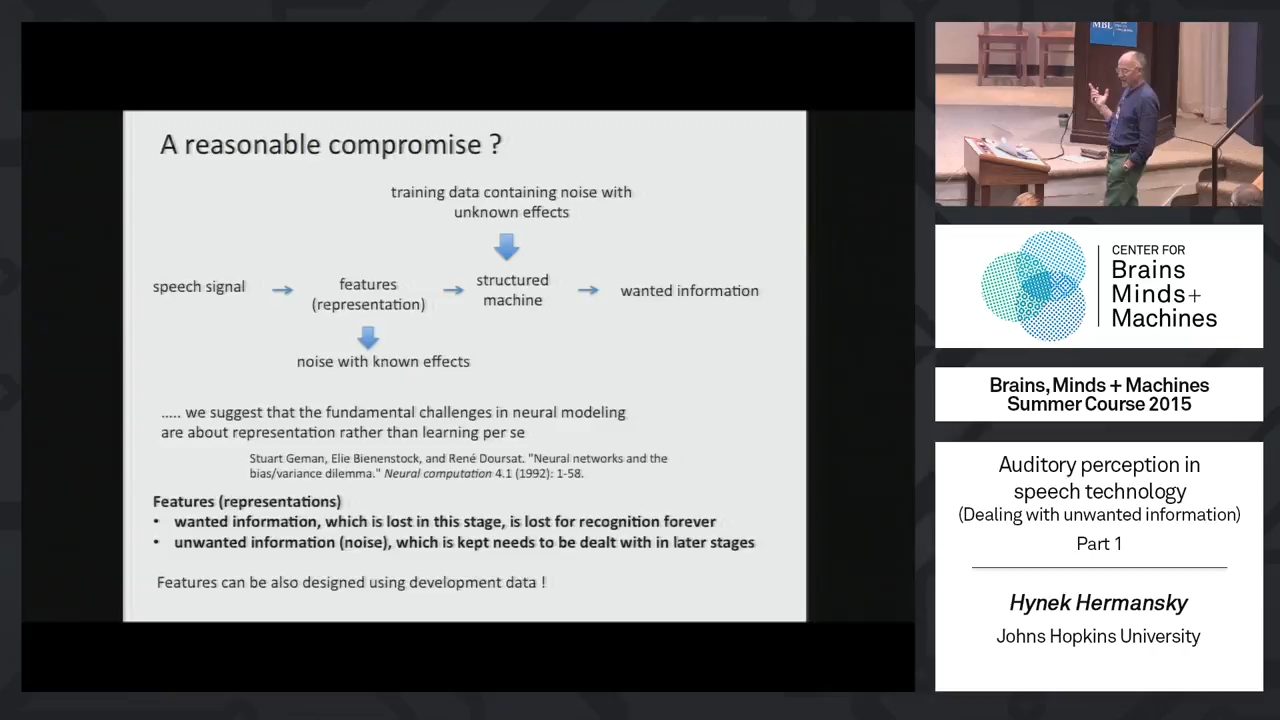 A reasonable compromise ?
training data containing noise with
unknown effects
speech signal
features
(representation)
structured
machine
wanted information
noise with known effects
..... we suggest that the fundamental challenges in neural modeling
are about representation rather than learning per se
Stuart Geman, Elie Bienenstock, and René Doursat. "Neural networks and the
bias/variance dilemma." Neural computation 4.1 (1992): 1-58.
Features (representations)
• wanted information, which is lost in this stage, is lost for recognition forever
• unwanted information (noise), which is kept needs to be dealt with in later stages
Features can be also designed using development data !
MBL
CENTER FOR
Brains
Minds+
Machines
Brains, Minds + Machines
Summer Course 2015
Auditory perception in
speech technology
(Dealing with unwanted information)
Part 1
Hynek Hermansky
Johns Hopkins University